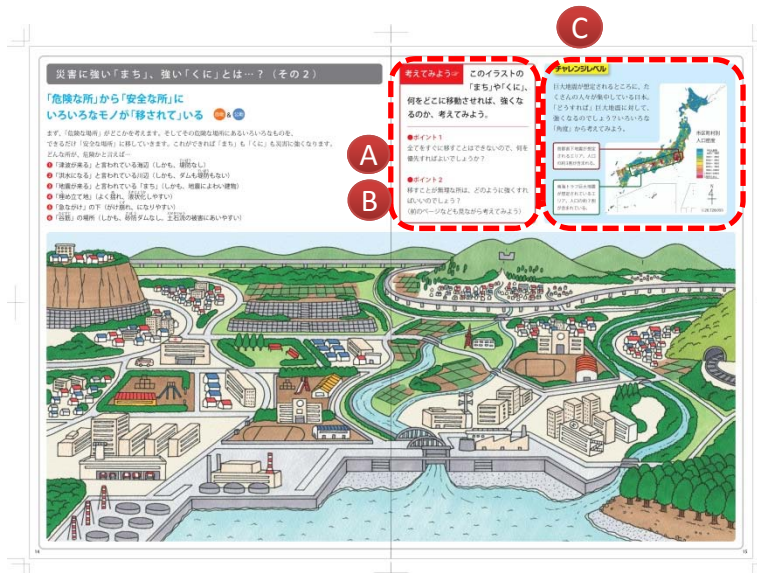 C
A
B
災害に強い「まち」、強い「くに」とは…？（その２）
「危険な所」から「安全な所」に
いろいろなモノが「移されて」いる
&
まず、「危険な場所」がどこかを考えます。そしてその危険な場所にあるいろいろなものを、
できるだけ「安全な場所」に移していきます。これができれば「まち」も「くに」も災害に強くなります。
どんな所が、危険かと言えば…
❶「津波が来る」と言われている海辺（しかも、堤防なし）
❷「洪水になる」と言われている川辺（しかも、ダムも堤防もない）
❸「地震が来る」と言われている「まち」（しかも、地震によわい建物）
❹「埋め立て地」（よく揺れ、液状化しやすい）
❺「急ながけ」の下（がけ崩れ、になりやすい）
❻「谷筋」の場所（しかも、砂防ダムなし、土石流の被害にあいやすい）
考えてみよう
このイラストの
「まち」や「くに」、
何をどこに移動させれば、強くな
るのか、考えてみよう。
●ポイント１
全てをすぐに移すことはできないので、何を
優先すればよいでしょうか？
●ポイント２
移すことが無理な所は、どのように強くすれ
ばいいのでしょう？
（前のページなども見ながら考えてみよう）
チャレンジレベル
巨大地震が想定されるところに、た
くさんの人々が集中している日本。
「どうすれば」巨大地震に対して、
強くなるのでしょう？いろいろな
「角度」から考えてみよう。
市区町村別
人口密度